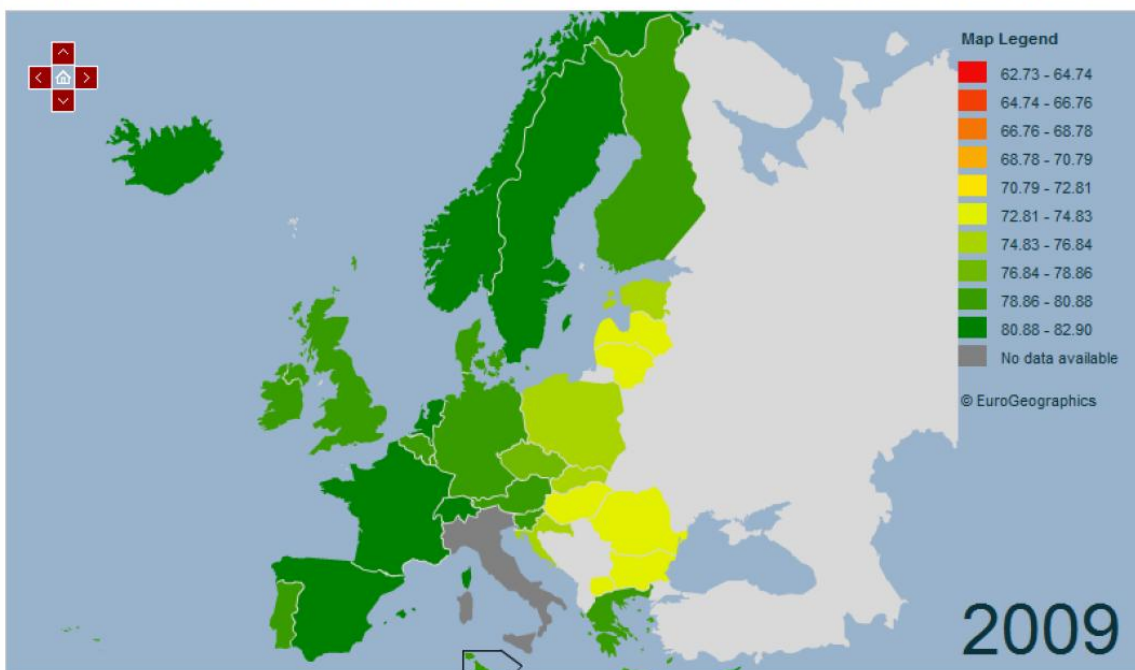 Map Legend
62.73 - 64.74
64.74 - 66.76
66.76 - 68.78
68.78 - 70.79
70.79 - 72.81
72.81 - 74.83
74.83 - 76.84
76.84 - 78.86
78.86 - 80.88
80.88 - 82.90
No data available
© EuroGeographics
2009